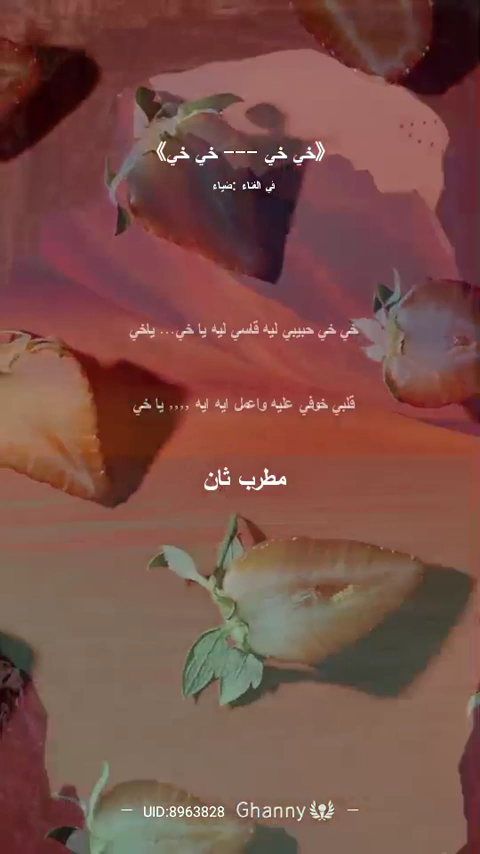 《خي خي --- خي خي》
في الغناء :ضياء
خي خي حبيبي ليه قاسي ليه يا خي... ياخي
قلبي خوفي عليه واعمل ايه ايه ,,,, يا خي
مطرب ثان
— UID:8963828 Ghanny —